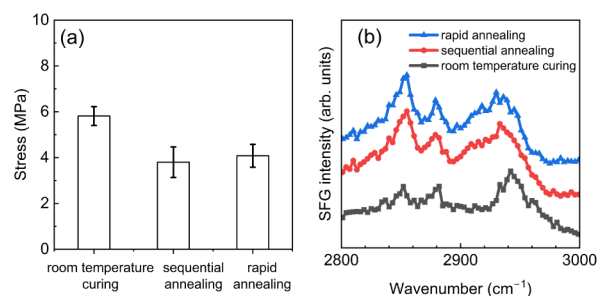 (a)
Stress (MPa)
10
8
6
4
2
0
room temperature
curing
sequential
annealing
rapid
annealing
(b)
rapid annealing
sequential annealing
room temperature curing
SFG intensity (arb. units)
2800
2900
3000
Wavenumber (cm⁻¹)